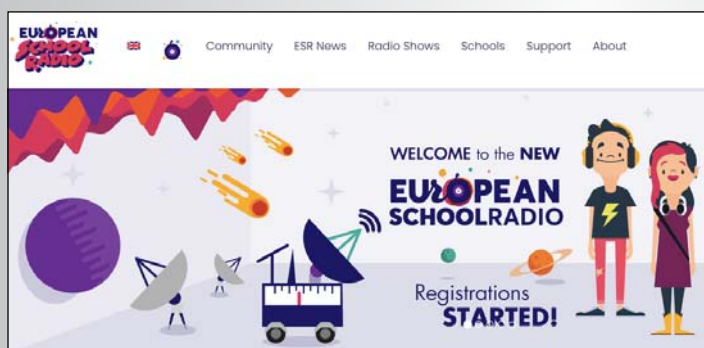 EUROPEAN
SCHOOL
RADIO
Community ESR News Radio Shows Schools Support About
WELCOME to the NEW
EUROPEAN
SCHOOLRADIO
Registrations
STARTED!